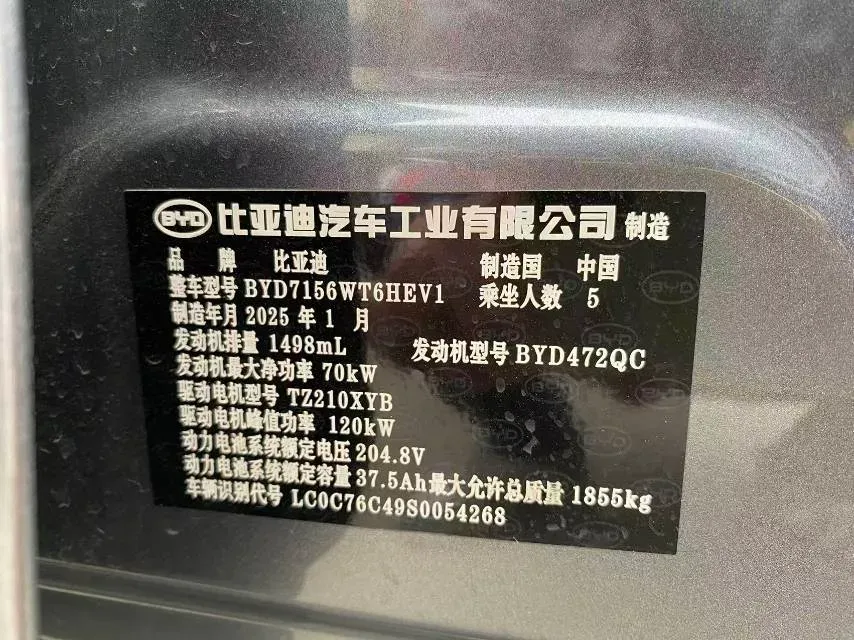 BYD 比亚迪汽车工业有限公司 制造
品 牌 比亚迪 制造国 中国
整车型号 BYD7156WT6HEV1 乘坐人数 5
制造年月 2025 年 1 月
发动机排量 1498mL 发动机型号 BYD472QC
发动机最大净功率 70kW
驱动电机型号 TZ210XYB
驱动电机峰值功率 120kW
动力电池系统额定电压 204.8V
动力电池系统额定容量 37.5Ah 最大允许总质量 1855kg
车辆识别代号 LC0C76C49S0054268